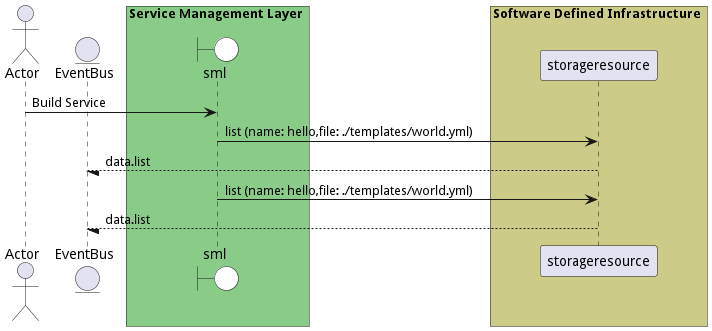 Service Management Layer
Software Defined Infrastructure
Actor
EventBus
sml
storageresource
Build Service
list (name: hello,file: ./templates/world.yml)
data.list
list (name: hello,file: ./templates/world.yml)
data.list
Actor
EventBus
sml
storageresource